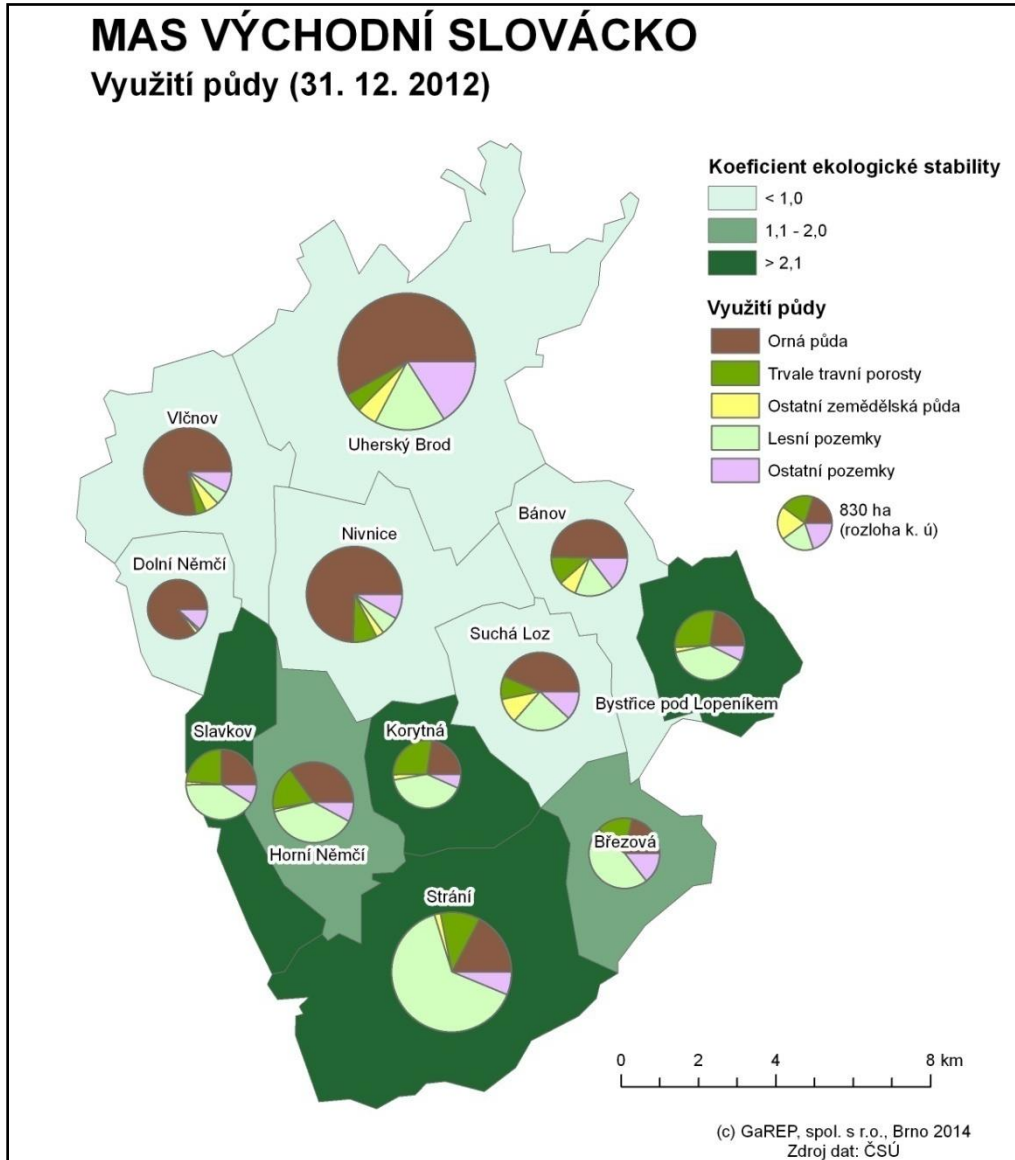 MAS VÝCHODNÍ SLOVÁCKO
Využití půdy (31. 12. 2012)
Koeficient ekologické stability
< 1,0
1,1 - 2,0
> 2,1
Využití půdy
Orná půda
Trvale travní porosty
Ostatní zemědělská půda
Lesní pozemky
Ostatní pozemky
830 ha
(rozloha k. ú)
Vlčnov
Uherský Brod
Bánov
Nivnice
Dolní Němčí
Suchá Loz
Bystřice pod Lopeníkem
Slavkov
Korytná
Horní Němčí
Březová
Strání
0 2 4 8 km
(c) GaREP, spol. s r.o., Brno 2014
Zdroj dat: ČSÚ